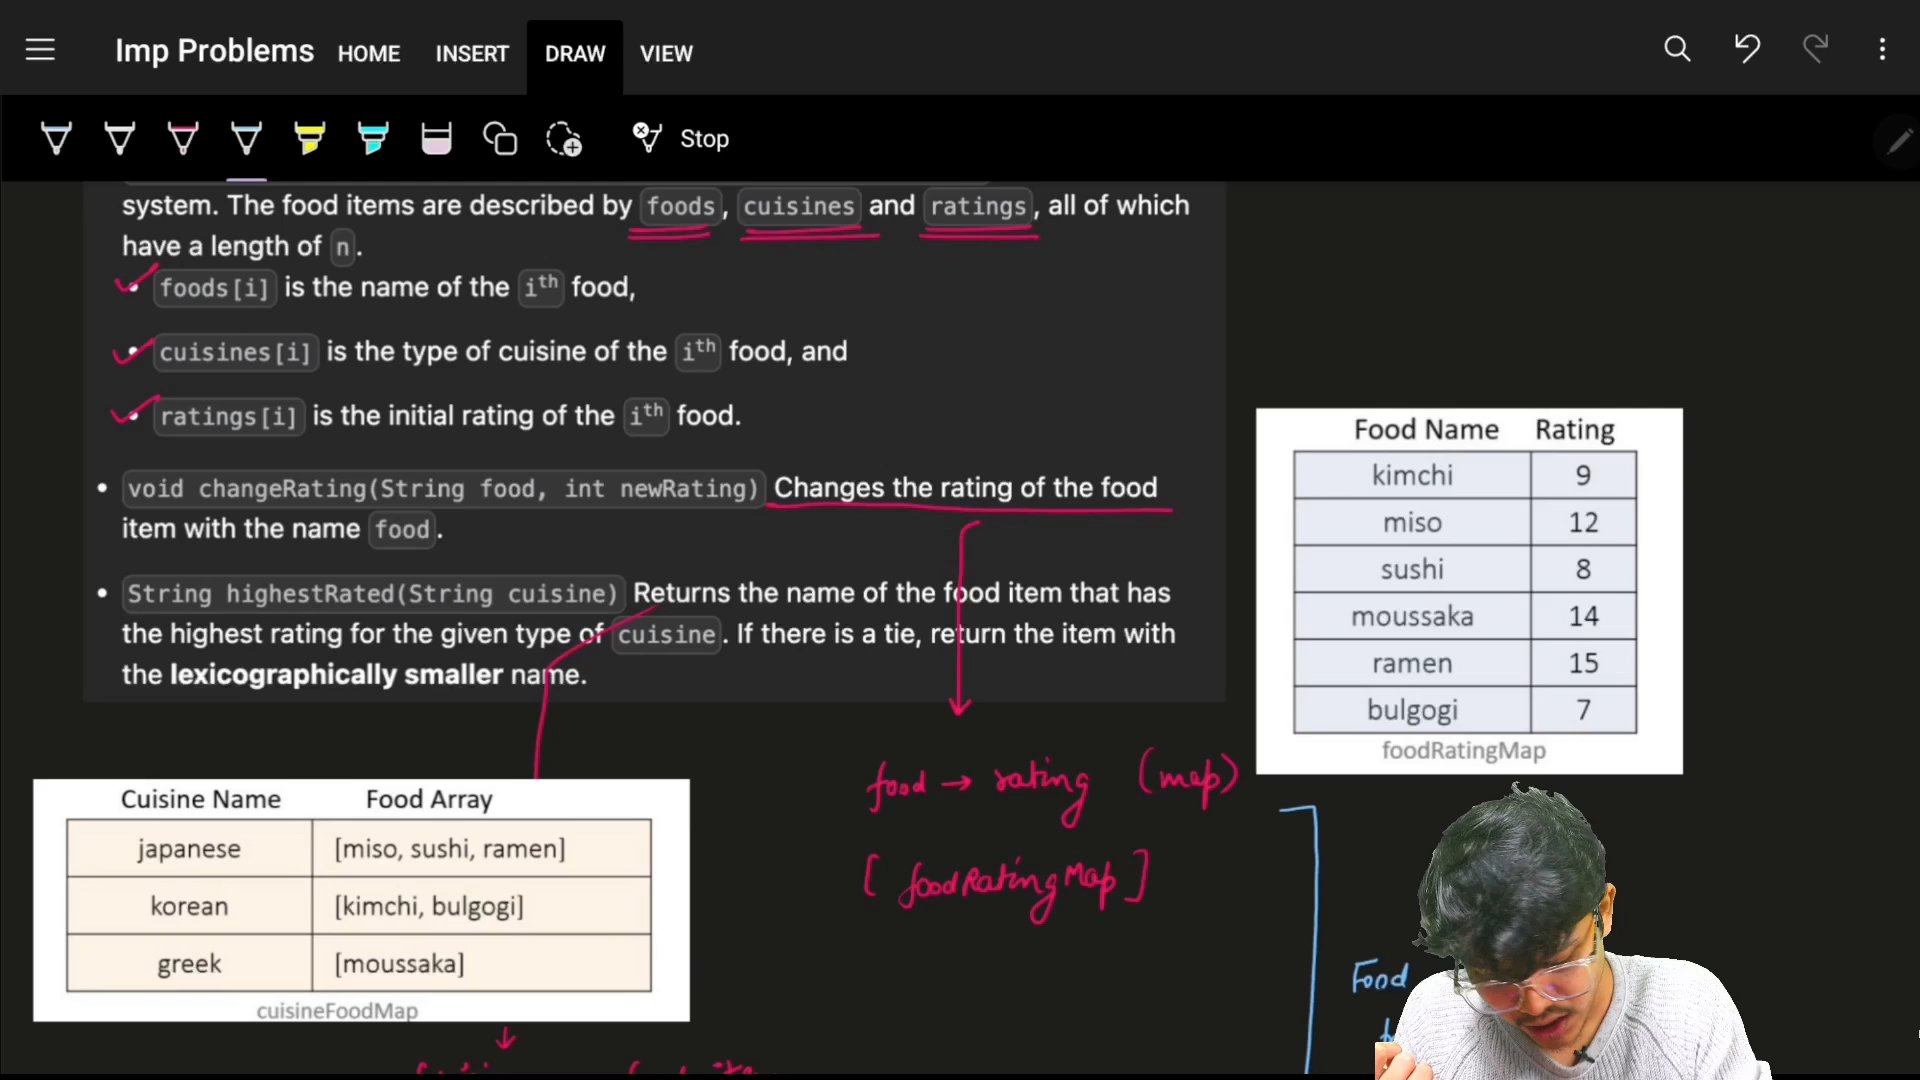 Imp Problems HOME INSERT DRAW VIEW
Stop
system. The food items are described by foods, cuisines and ratings, all of which
have a length of n.
• foods[i] is the name of the ith food,
• cuisines[i] is the type of cuisine of the ith food, and
• ratings[i] is the initial rating of the ith food.
• void changeRating(String food, int newRating) Changes the rating of the food
item with the name food.
• String highestRated(String cuisine) Returns the name of the food item that has
the highest rating for the given type of cuisine. If there is a tie, return the item with
the lexicographically smaller name.
Food Name Rating
kimchi 9
miso 12
sushi 8
moussaka 14
ramen 15
bulgogi 7
foodRatingMap
food → rating (map)
[ foodRatingMap ]
Cuisine Name Food Array
japanese [miso, sushi, ramen]
korean [kimchi, bulgogi]
greek [moussaka]
cuisineFoodMap
Food